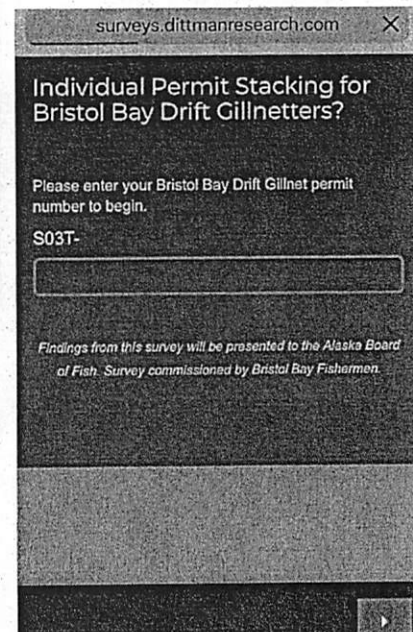 surveys.dittmanresearch.com X
Individual Permit Stacking for
Bristol Bay Drift Gillnetters?
Please enter your Bristol Bay Drift Gillnet permit
number to begin.
S03T-
Findings from this survey will be presented to the Alaska Board
of Fish. Survey commissioned by Bristol Bay Fishermen.